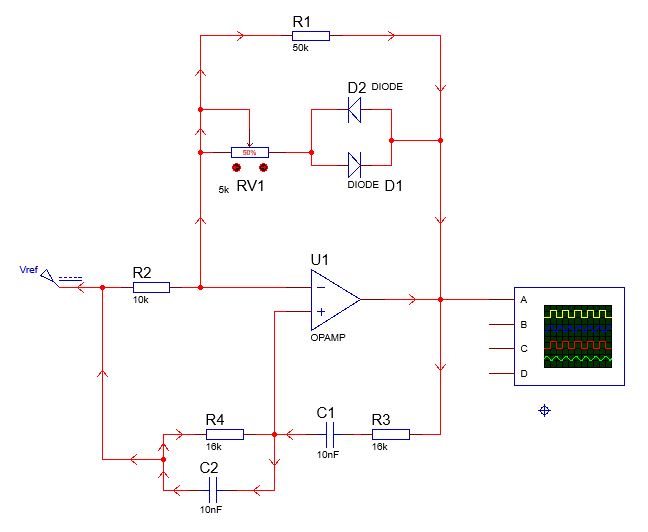 R1
50k
D2 DIODE
50%
5k RV1
DIODE D1
U1
Vref
R2
10k
−
+
OPAMP
A
B
C
D
R4
16k
C1
10nF
R3
16k
C2
10nF